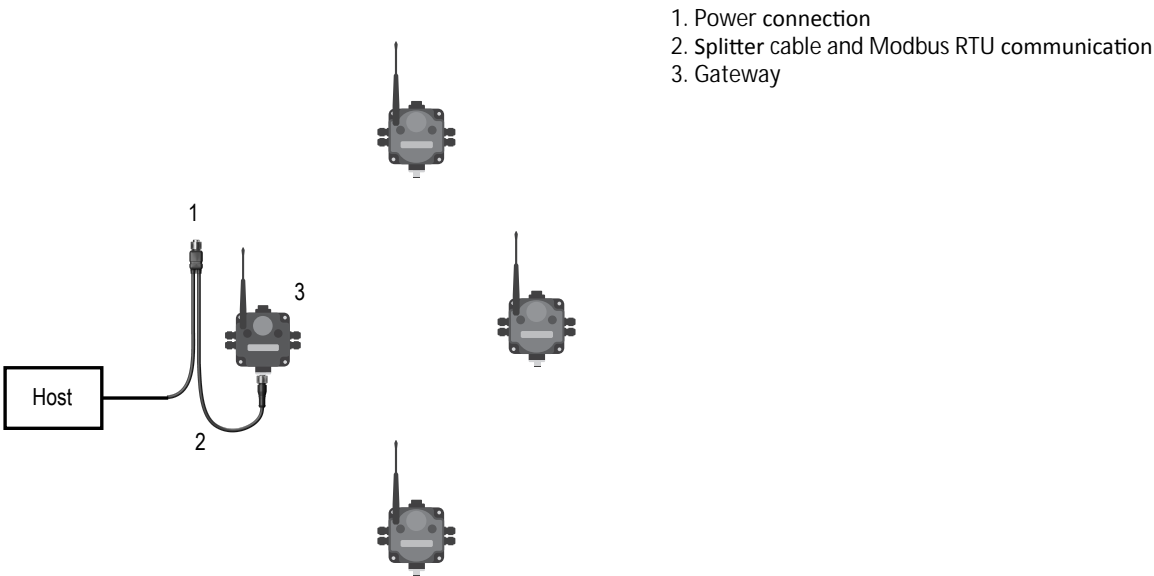 1. Power connection
2. Splitter cable and Modbus RTU communication
3. Gateway
1
3
Host
2